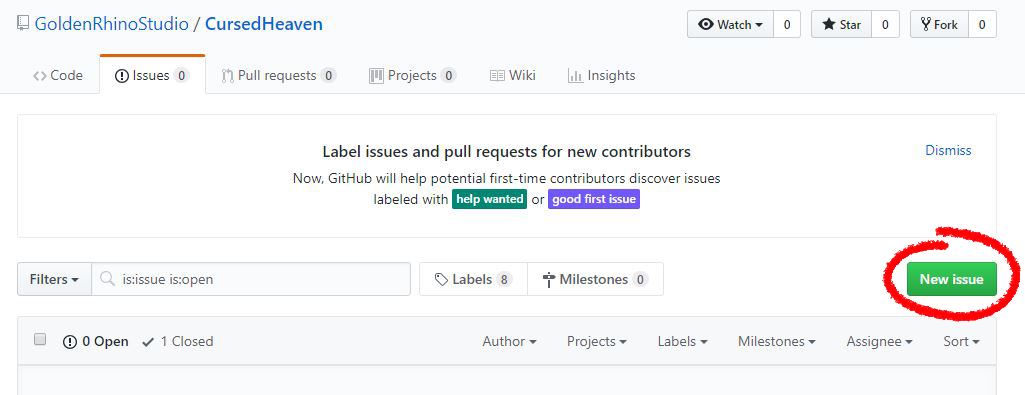 GoldenRhinoStudio / CursedHeaven
Watch 0 Star 0 Fork 0
Code Issues 0 Pull requests 0 Projects 0 Wiki Insights
Label issues and pull requests for new contributors
Dismiss
Now, GitHub will help potential first-time contributors discover issues
labeled with help wanted or good first issue
Filters is:issue is:open Labels 8 Milestones 0 New issue
0 Open 1 Closed Author Projects Labels Milestones Assignee Sort